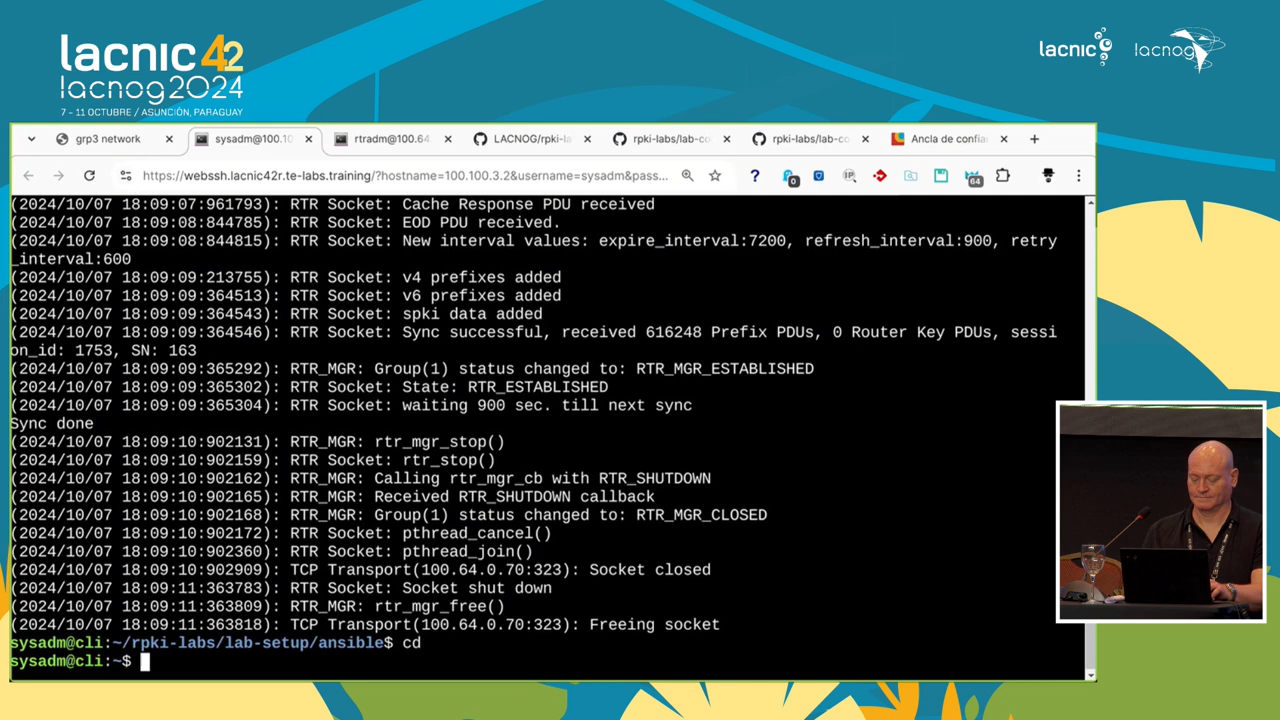 lacnic 42
lacnog2024
7 – 11 OCTUBRE / ASUNCIÓN, PARAGUAY
lacnic
lacnog
grp3 network
sysadm@100.10
rtradm@100.64.
LACNOG/rpki-la
rpki-labs/lab-co
rpki-labs/lab-co
Ancla de confia
https://webssh.lacnic42r.te-labs.training/?hostname=100.100.3.2&username=sysadm&pass...
?
0
IP
64
(2024/10/07 18:09:07:961793): RTR Socket: Cache Response PDU received
(2024/10/07 18:09:08:844785): RTR Socket: EOD PDU received.
(2024/10/07 18:09:08:844815): RTR Socket: New interval values: expire_interval:7200, refresh_interval:900, retry
_interval:600
(2024/10/07 18:09:09:213755): RTR Socket: v4 prefixes added
(2024/10/07 18:09:09:364513): RTR Socket: v6 prefixes added
(2024/10/07 18:09:09:364543): RTR Socket: spki data added
(2024/10/07 18:09:09:364546): RTR Socket: Sync successful, received 616248 Prefix PDUs, 0 Router Key PDUs, sessi
on_id: 1753, SN: 163
(2024/10/07 18:09:09:365292): RTR_MGR: Group(1) status changed to: RTR_MGR_ESTABLISHED
(2024/10/07 18:09:09:365302): RTR Socket: State: RTR_ESTABLISHED
(2024/10/07 18:09:09:365304): RTR Socket: waiting 900 sec. till next sync
Sync done
(2024/10/07 18:09:10:902131): RTR_MGR: rtr_mgr_stop()
(2024/10/07 18:09:10:902159): RTR Socket: rtr_stop()
(2024/10/07 18:09:10:902162): RTR_MGR: Calling rtr_mgr_cb with RTR_SHUTDOWN
(2024/10/07 18:09:10:902165): RTR_MGR: Received RTR_SHUTDOWN callback
(2024/10/07 18:09:10:902168): RTR_MGR: Group(1) status changed to: RTR_MGR_CLOSED
(2024/10/07 18:09:10:902172): RTR Socket: pthread_cancel()
(2024/10/07 18:09:10:902360): RTR Socket: pthread_join()
(2024/10/07 18:09:10:902909): TCP Transport(100.64.0.70:323): Socket closed
(2024/10/07 18:09:11:363783): RTR Socket: Socket shut down
(2024/10/07 18:09:11:363809): RTR_MGR: rtr_mgr_free()
(2024/10/07 18:09:11:363818): TCP Transport(100.64.0.70:323): Freeing socket
sysadm@cli:~/rpki-labs/lab-setup/ansible$ cd
sysadm@cli:~$